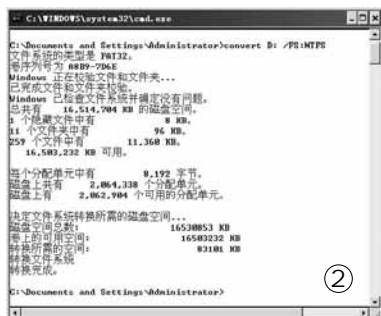 C:\WINDOWS\system32\cmd.exe
C:\Documents and Settings\Administrator>convert D: /FS:NTFS
文件系统的类型是 FAT32。
卷序列号为 A8B9-7D6E
Windows 正在校验文件和文件夹...
已完成文件和文件夹校验。
Windows 已检查文件系统并确定没有问题。
总共有 16,514,704 KB 的磁盘空间。
1 个隐藏文件中有 8 KB。
11 个文件夹中有 96 KB。
259 个文件中有 11,360 KB。
16,503,232 KB 可用。
每个分配单元中有 8,192 字节。
磁盘上共有 2,064,338 个分配单元。
磁盘上有 2,062,904 个可用的分配单元。
决定文件系统转换所需的磁盘空间...
磁盘空间总数: 16530853 KB
卷上的可用空间: 16503232 KB
转换所需的空间: 83101 KB
转换文件系统
转换完成。
C:\Documents and Settings\Administrator>
②